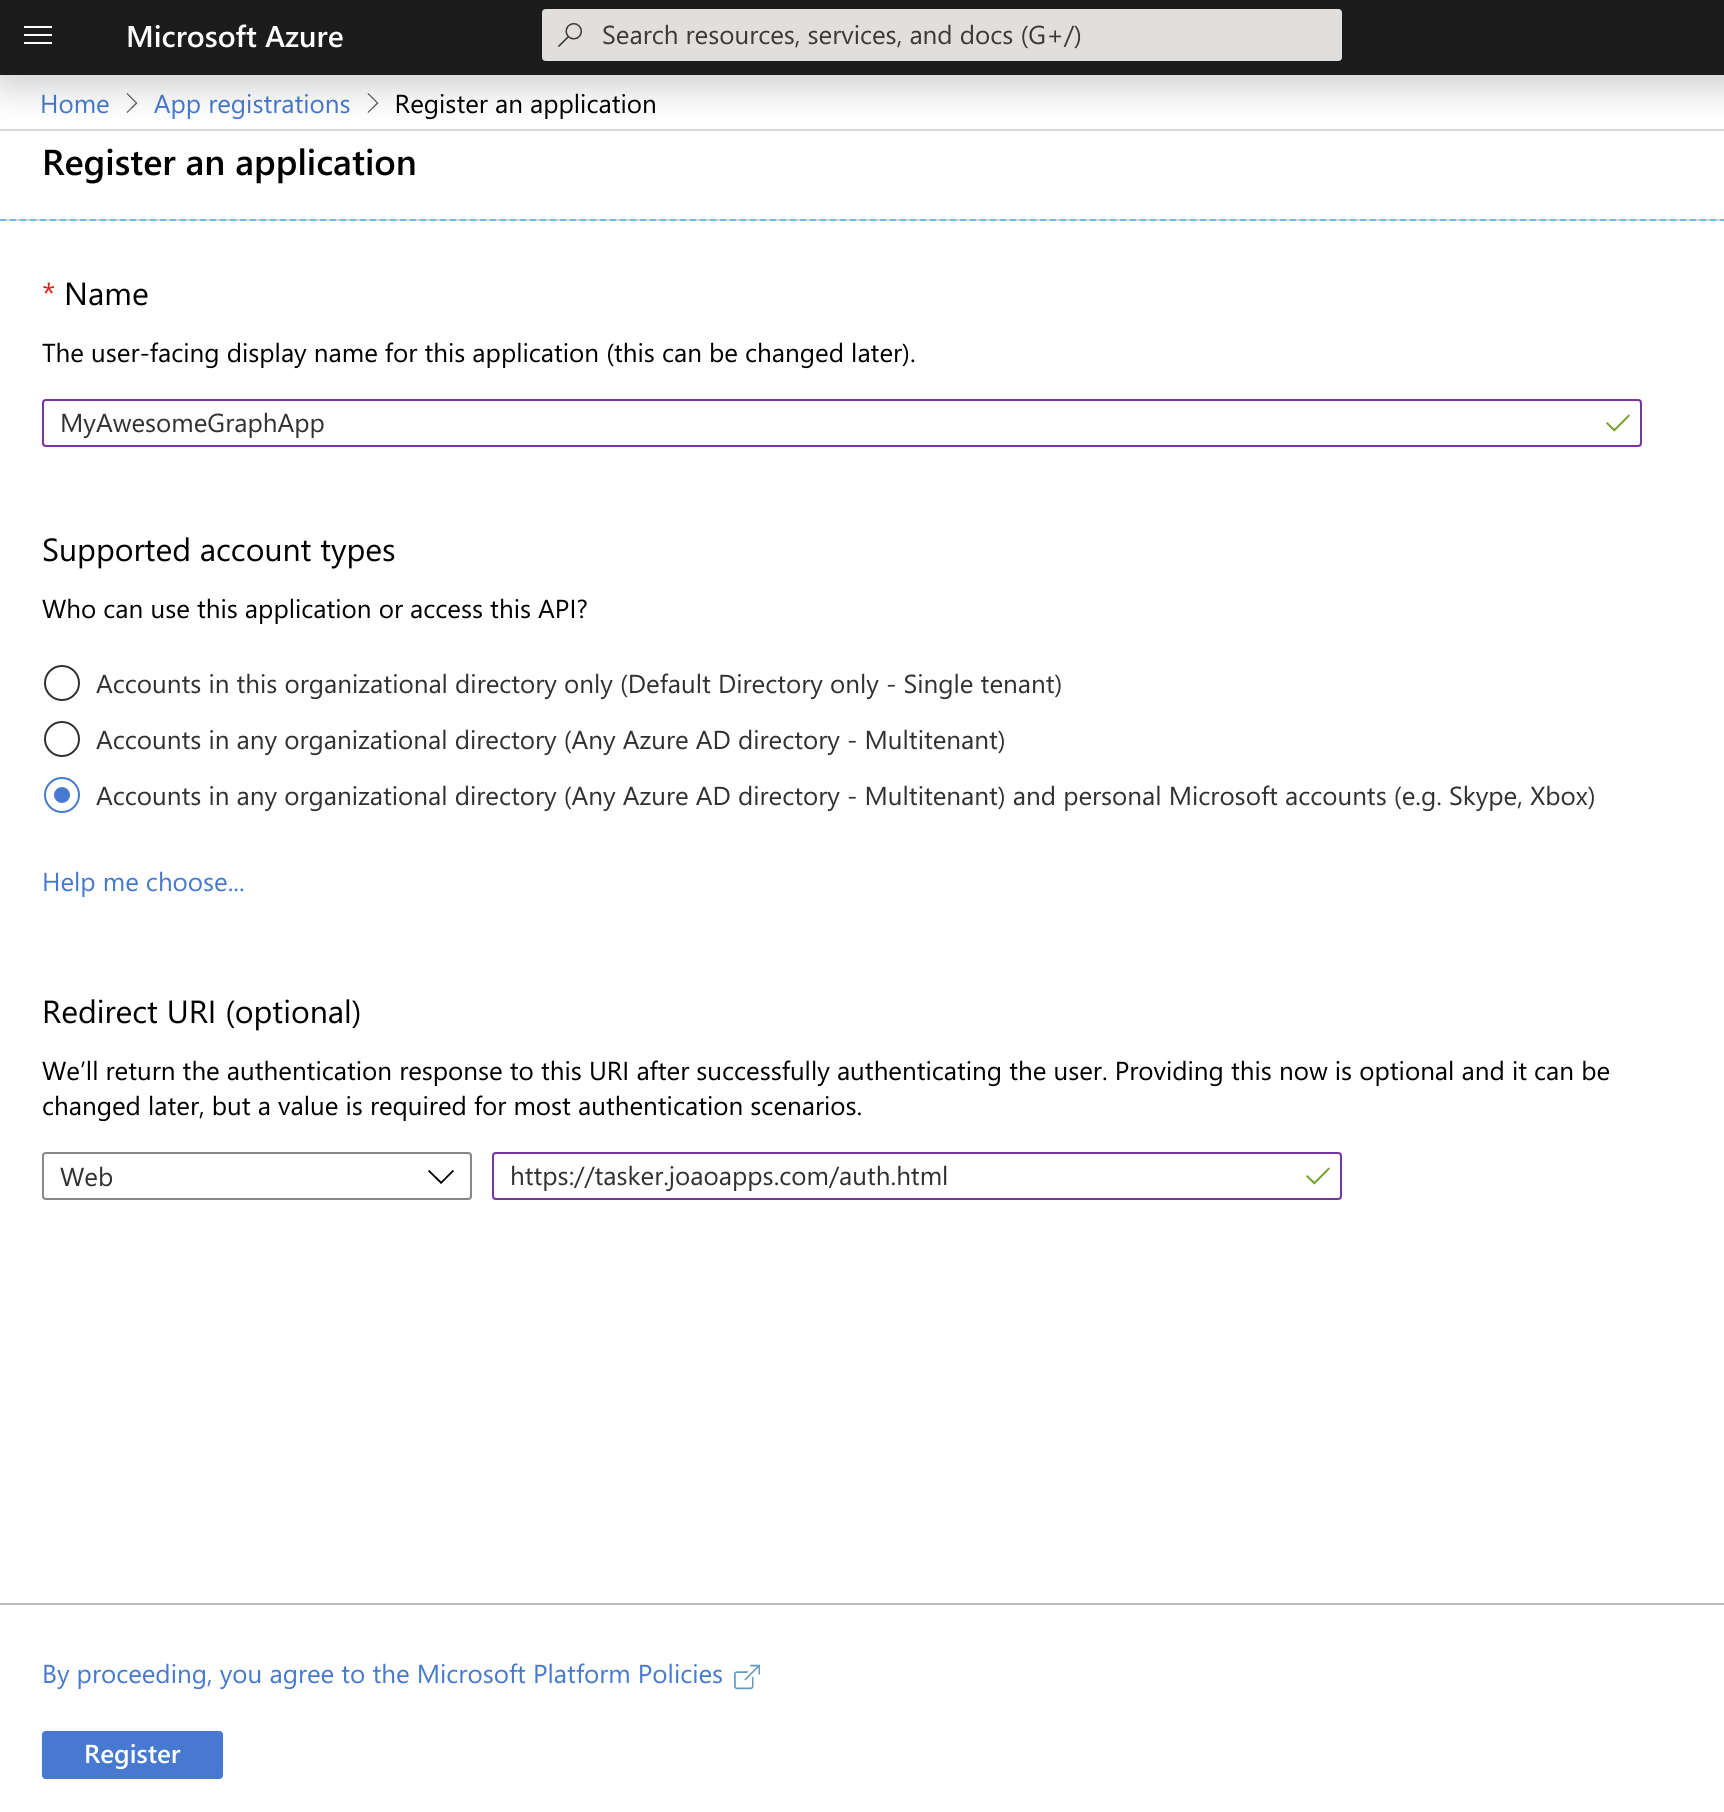 Microsoft Azure
Search resources, services, and docs (G+/)
Home > App registrations > Register an application
Register an application
* Name
The user-facing display name for this application (this can be changed later).
MyAwesomeGraphApp
Supported account types
Who can use this application or access this API?
Accounts in this organizational directory only (Default Directory only - Single tenant)
Accounts in any organizational directory (Any Azure AD directory - Multitenant)
Accounts in any organizational directory (Any Azure AD directory - Multitenant) and personal Microsoft accounts (e.g. Skype, Xbox)
Help me choose...
Redirect URI (optional)
We'll return the authentication response to this URI after successfully authenticating the user. Providing this now is optional and it can be
changed later, but a value is required for most authentication scenarios.
Web
https://tasker.joaoapps.com/auth.html
By proceeding, you agree to the Microsoft Platform Policies
Register